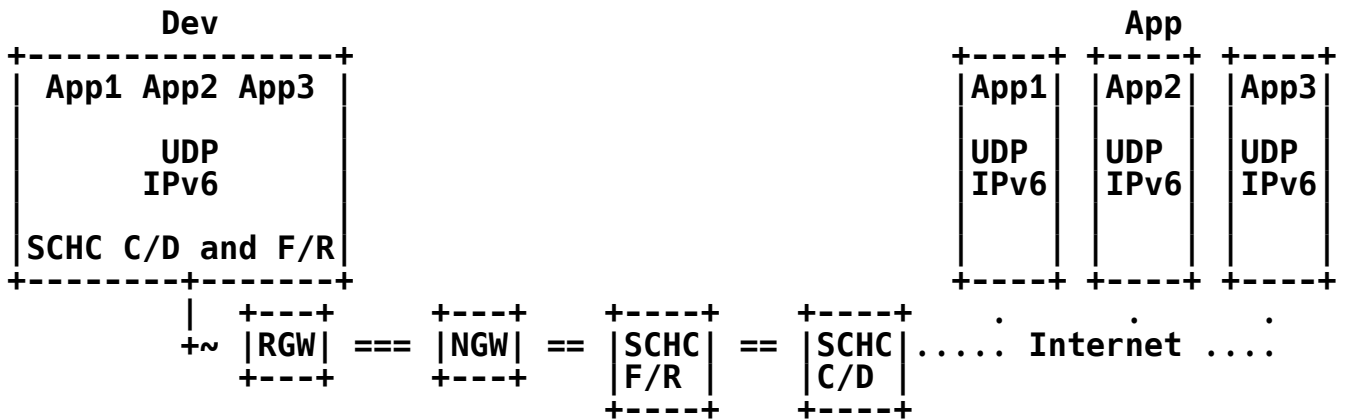 Dev App
App1 App2 App3 App1 App2 App3
UDP UDP UDP UDP
IPv6 IPv6 IPv6 IPv6
SCHC C/D and F/R
RGW === NGW == SCHC == SCHC ..... Internet ....
F/R C/D